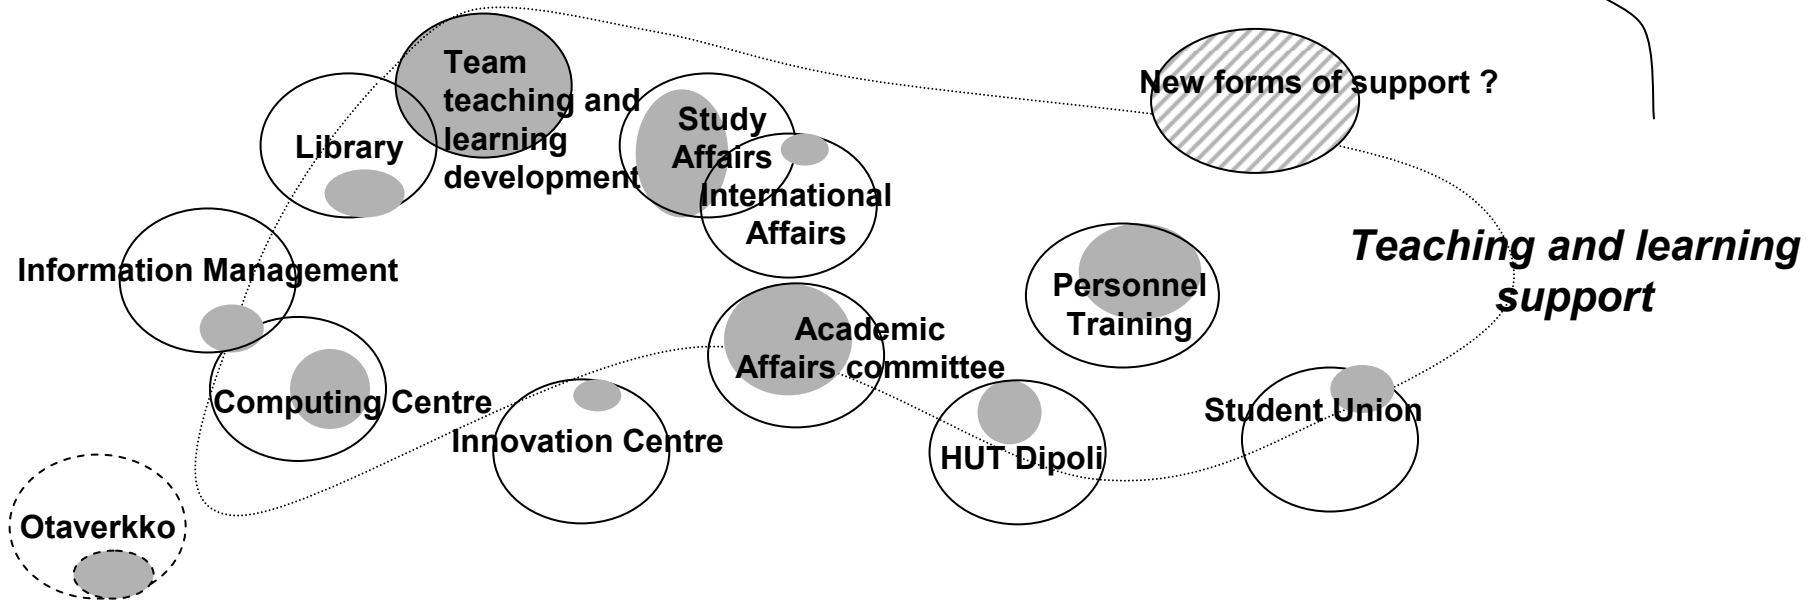 Team
teaching and
learning
development
New forms of support ?
Library
Study
Affairs
International
Affairs
Information Management
Teaching and learning
support
Personnel
Training
Academic
Affairs committee
Computing Centre
Innovation Centre
HUT Dipoli
Student Union
Otaverkko